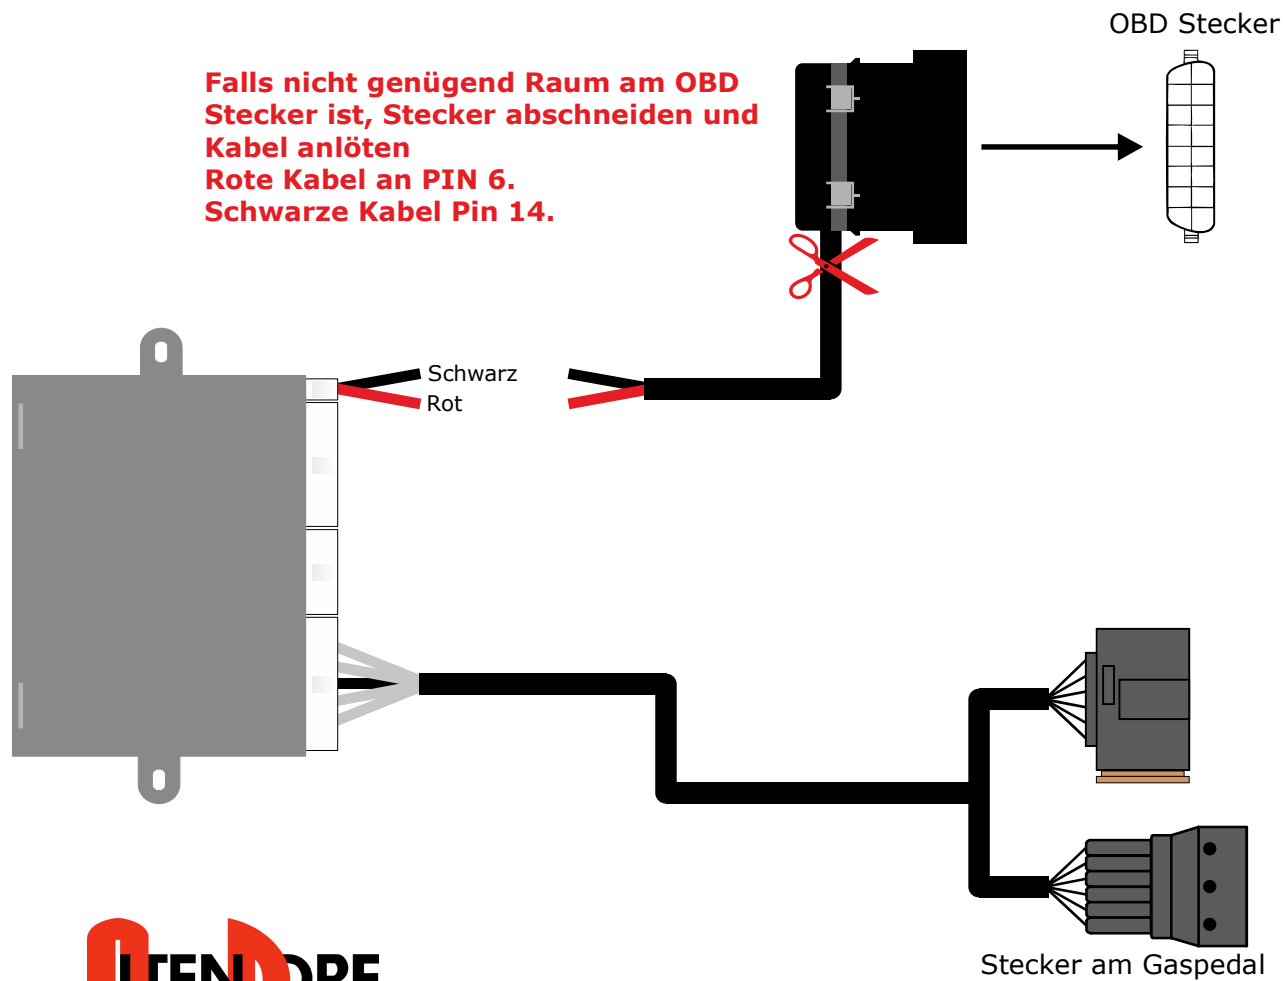 OBD Stecker
Falls nicht genügend Raum am OBD
Stecker ist, Stecker abschneiden und
Kabel anlöten
Rote Kabel an PIN 6.
Schwarze Kabel Pin 14.
Schwarz
Rot
Stecker am Gaspedal